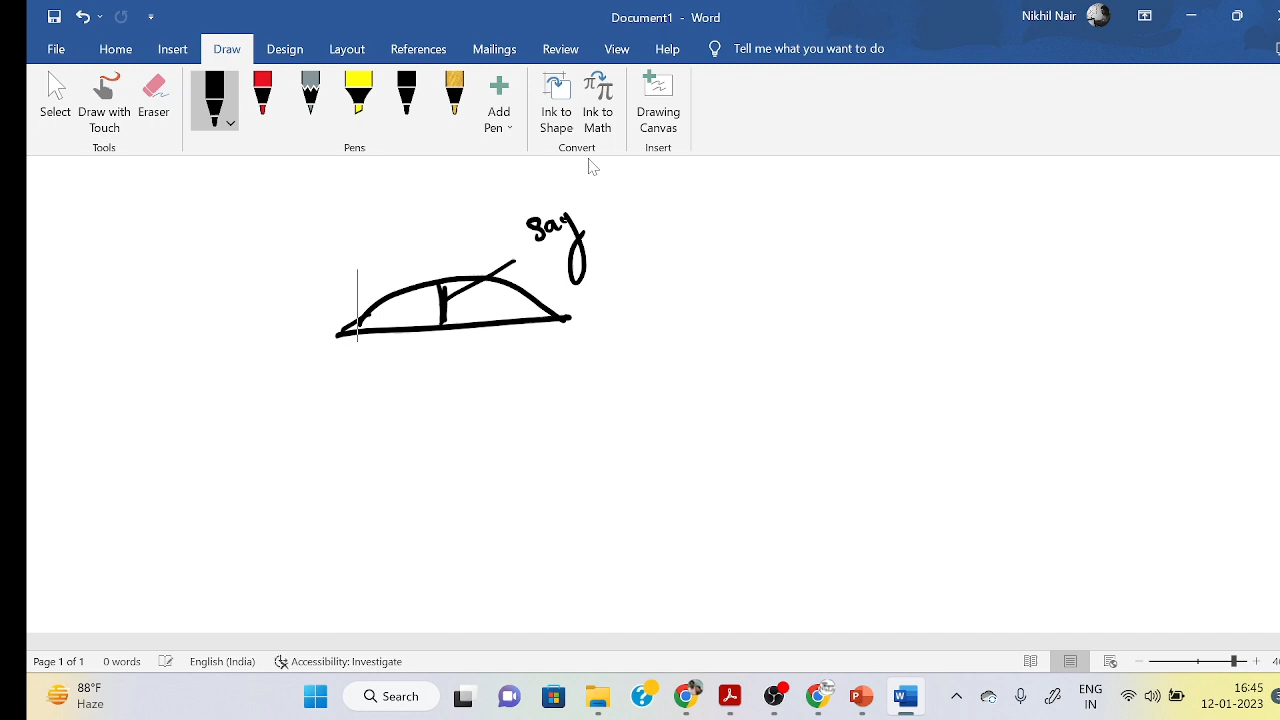 Document1 - Word
Nikhil Nair
File Home Insert Draw Design Layout References Mailings Review View Help Tell me what you want to do
Select Draw with Touch Eraser Add Pen Ink to Shape Ink to Math Drawing Canvas
Tools Pens Convert Insert
say
Page 1 of 1 0 words English (India) Accessibility: Investigate
88°F
Haze
Search
ENG
IN
16:45
12-01-2023